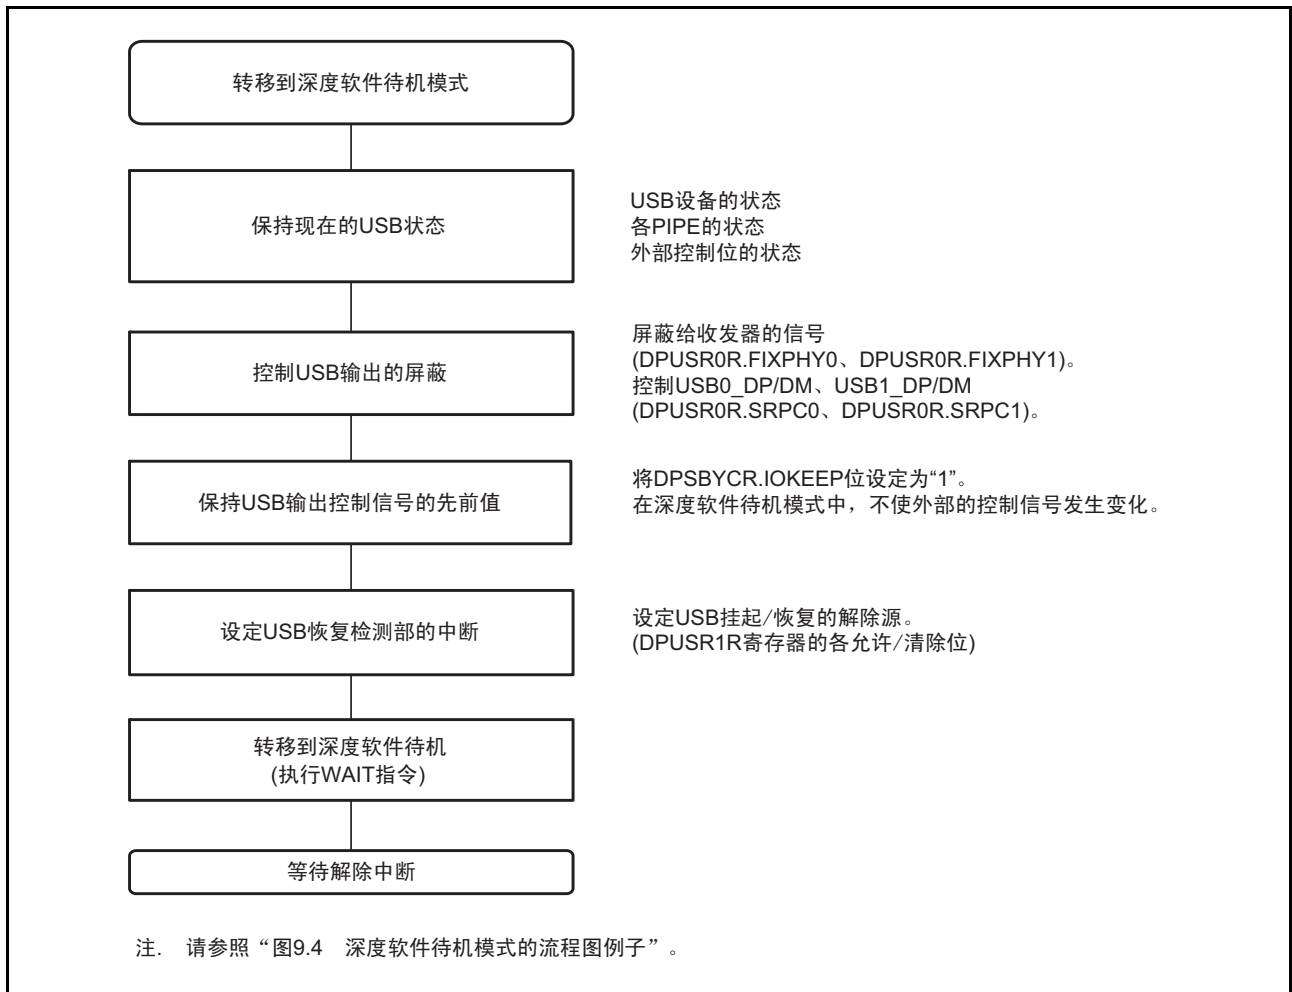 转移到深度软件待机模式
保持现在的USB状态
USB设备的状态
各PIPE的状态
外部控制位的状态
控制USB输出的屏蔽
屏蔽给收发器的信号
(DPUSR0R.FIXPHY0、DPUSR0R.FIXPHY1)。
控制USB0_DP/DM、USB1_DP/DM
(DPUSR0R.SRPC0、DPUSR0R.SRPC1)。
保持USB输出控制信号的先前值
将DPSBYCR.IOKEEP位设定为“1”。
在深度软件待机模式中，不使外部的控制信号发生变化。
设定USB恢复检测部的中断
设定USB挂起/恢复的解除源。
(DPUSR1R寄存器的各允许/清除位)
转移到深度软件待机
(执行WAIT指令)
等待解除中断
注. 请参照“图9.4 深度软件待机模式的流程图例子”。